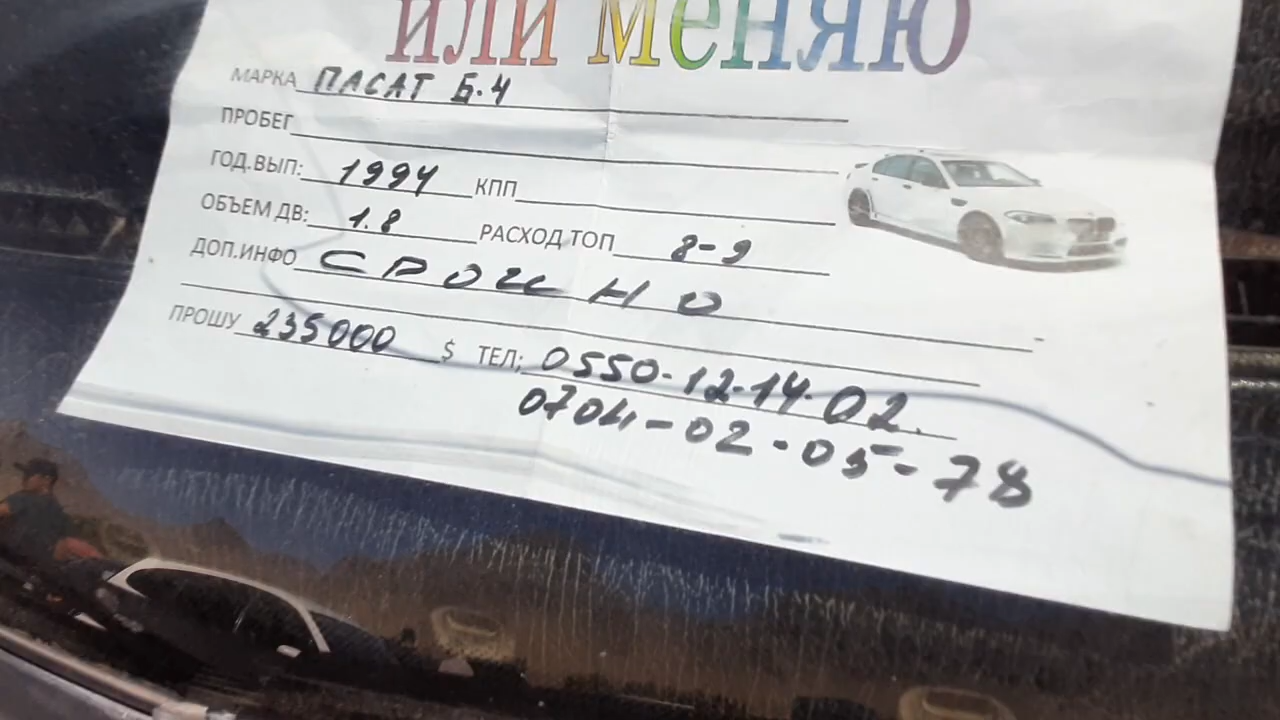 или меняю
МАРКА ПАСАТ Б.4
ПРОБЕГ
ГОД.ВЫП: 1994 КПП
ОБЪЕМ ДВ: 1.8 РАСХОД ТОП 8-9
ДОП.ИНФО СРОЧНО
ПРОШУ 235000 $ ТЕЛ; 0550-12-14-02.
0704-02-05-78